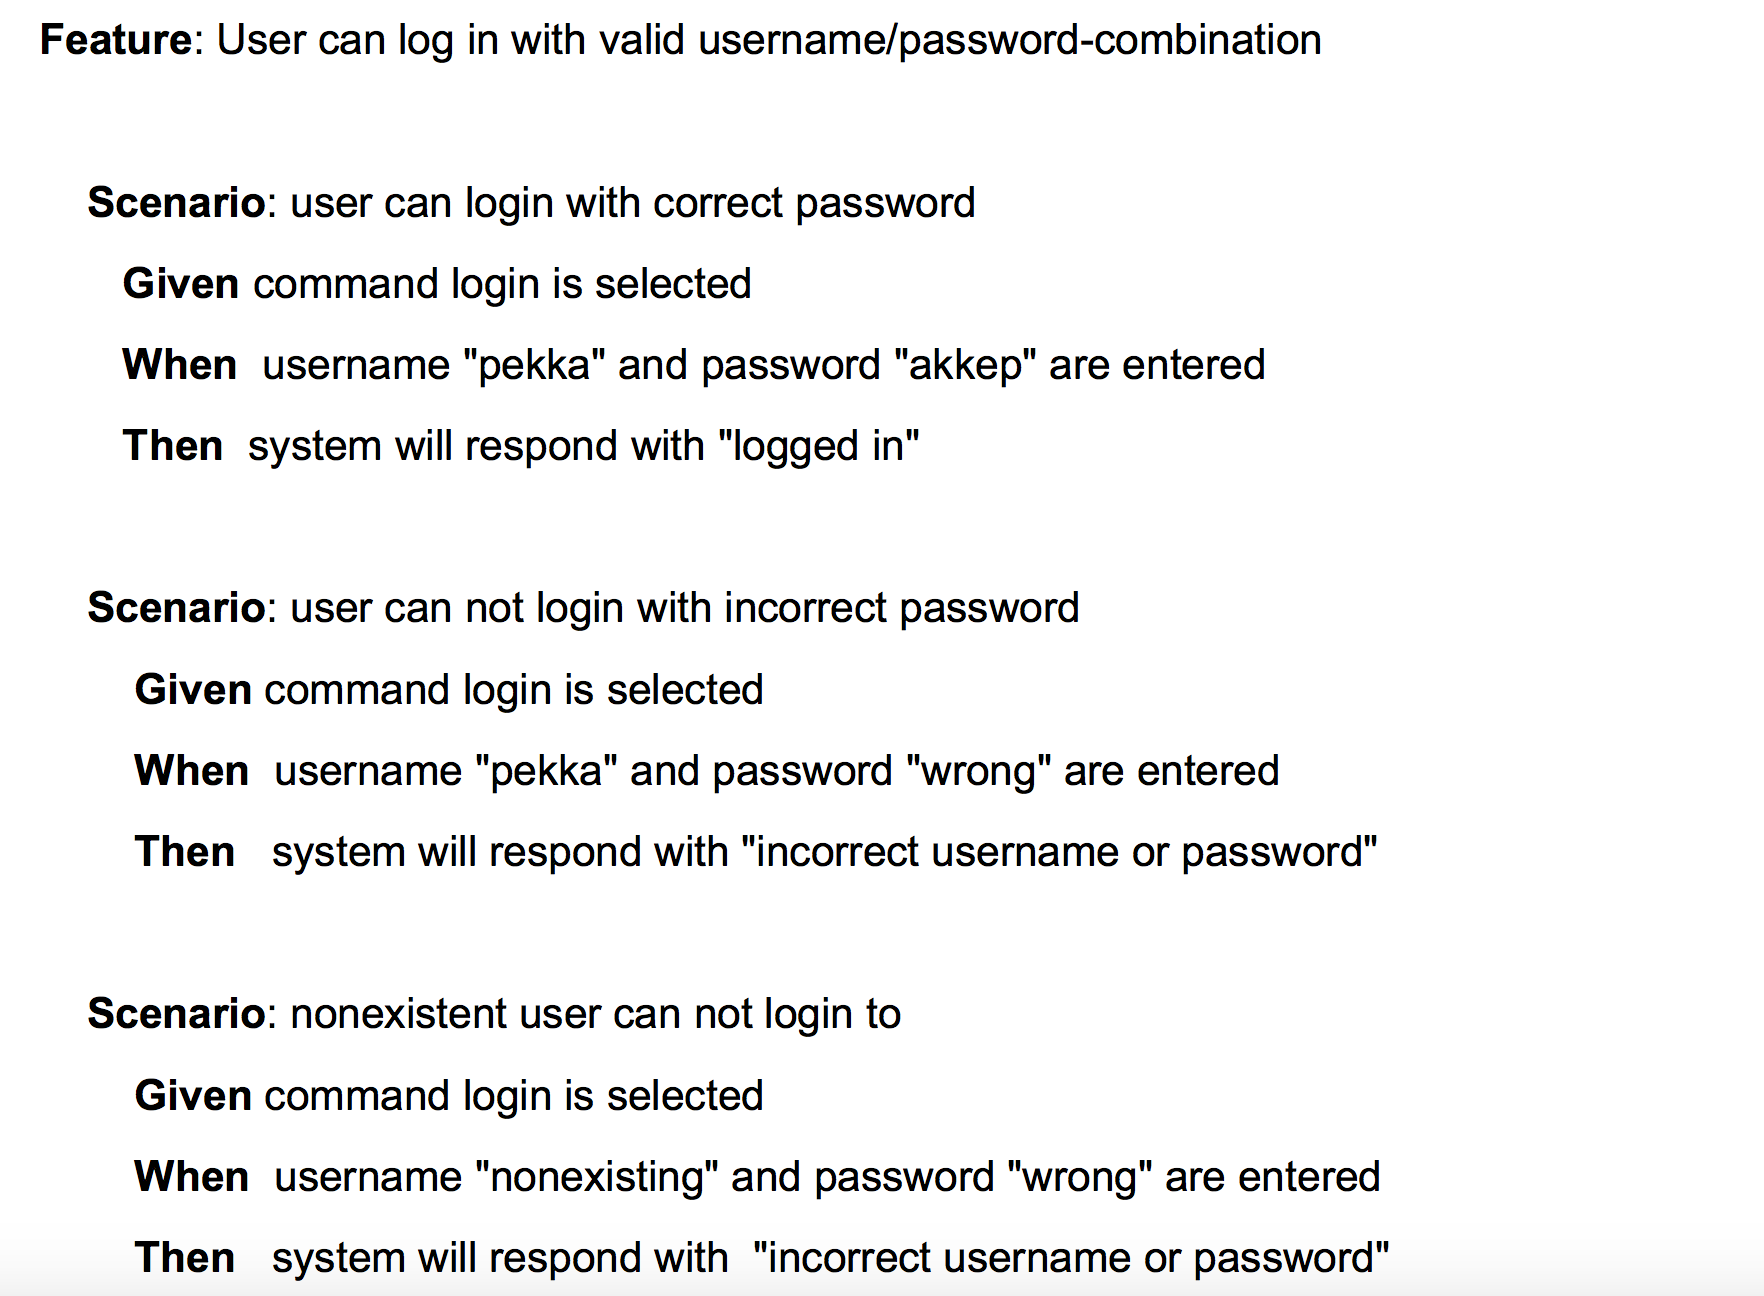 Feature: User can log in with valid username/password-combination
Scenario: user can login with correct password
Given command login is selected
When username "pekka" and password "akkep" are entered
Then system will respond with "logged in"
Scenario: user can not login with incorrect password
Given command login is selected
When username "pekka" and password "wrong" are entered
Then system will respond with "incorrect username or password"
Scenario: nonexistent user can not login to
Given command login is selected
When username "nonexisting" and password "wrong" are entered
Then system will respond with "incorrect username or password"